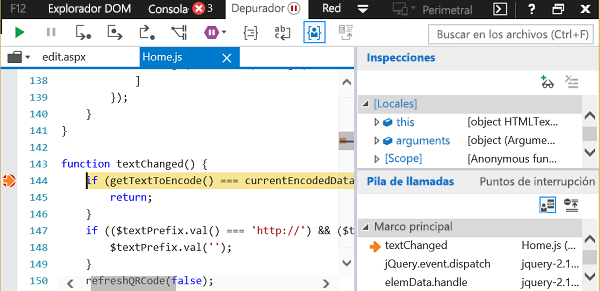 F12 Explorador DOM Consola 3 Depurador Perimetral
Buscar en los archivos (Ctrl+F)
edit.aspx Home.js X
138 ]
139 });
140 }
141 }
142
143 function textChanged() {
144 if (getTextToEncode() === currentEncodedData
145 return;
146 }
147 if (($textPrefix.val() === 'http://') && ($t
148 $textPrefix.val('');
149 }
150 refreshQRCode(false);
Inspecciones
[Locales]
this [object HTMLTex...
arguments [object (Argume...
[Scope] [Anonymous fun...
Pila de llamadas Puntos de interrupción
Marco principal
textChanged Home.js (...
jQuery.event.dispatch jquery-2.1...
elemData.handle jquery-2.1...